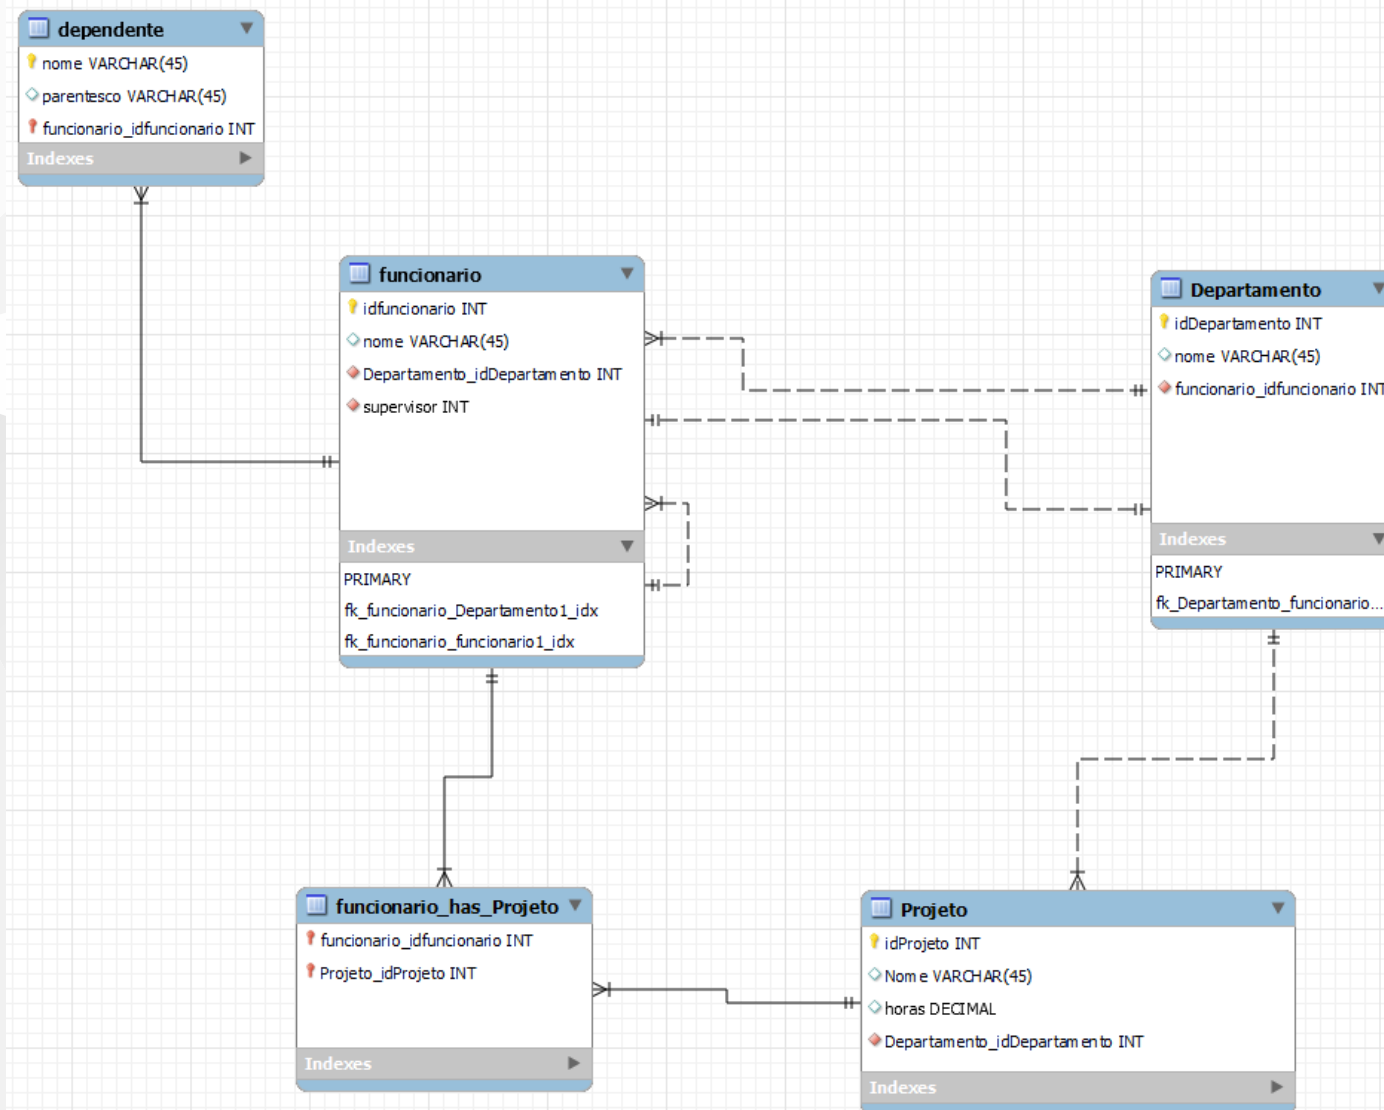 dependente
nome VARCHAR(45)
parentesco VARCHAR(45)
funcionario_idfuncionario INT
Indexes
funcionario
idfuncionario INT
nome VARCHAR(45)
Departamento_idDepartamento INT
supervisor INT
Indexes
PRIMARY
fk_funcionario_Departamento1_idx
fk_funcionario_funcionario1_idx
Departamento
idDepartamento INT
nome VARCHAR(45)
funcionario_idfuncionario INT
Indexes
PRIMARY
fk_Departamento_funcionario...
funcionario_has_Projeto
funcionario_idfuncionario INT
Projeto_idProjeto INT
Indexes
Projeto
idProjeto INT
Nome VARCHAR(45)
horas DECIMAL
Departamento_idDepartamento INT
Indexes